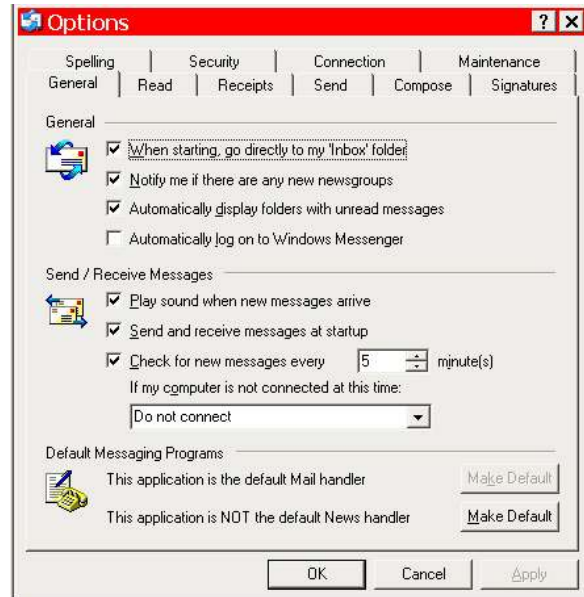 Options
Spelling Security Connection Maintenance
General Read Receipts Send Compose Signatures
General
When starting, go directly to my 'Inbox' folder
Notify me if there are any new newsgroups
Automatically display folders with unread messages
Automatically log on to Windows Messenger
Send / Receive Messages
Play sound when new messages arrive
Send and receive messages at startup
Check for new messages every 5 minute(s)
If my computer is not connected at this time:
Do not connect
Default Messaging Programs
This application is the default Mail handler Make Default
This application is NOT the default News handler Make Default
OK Cancel Apply